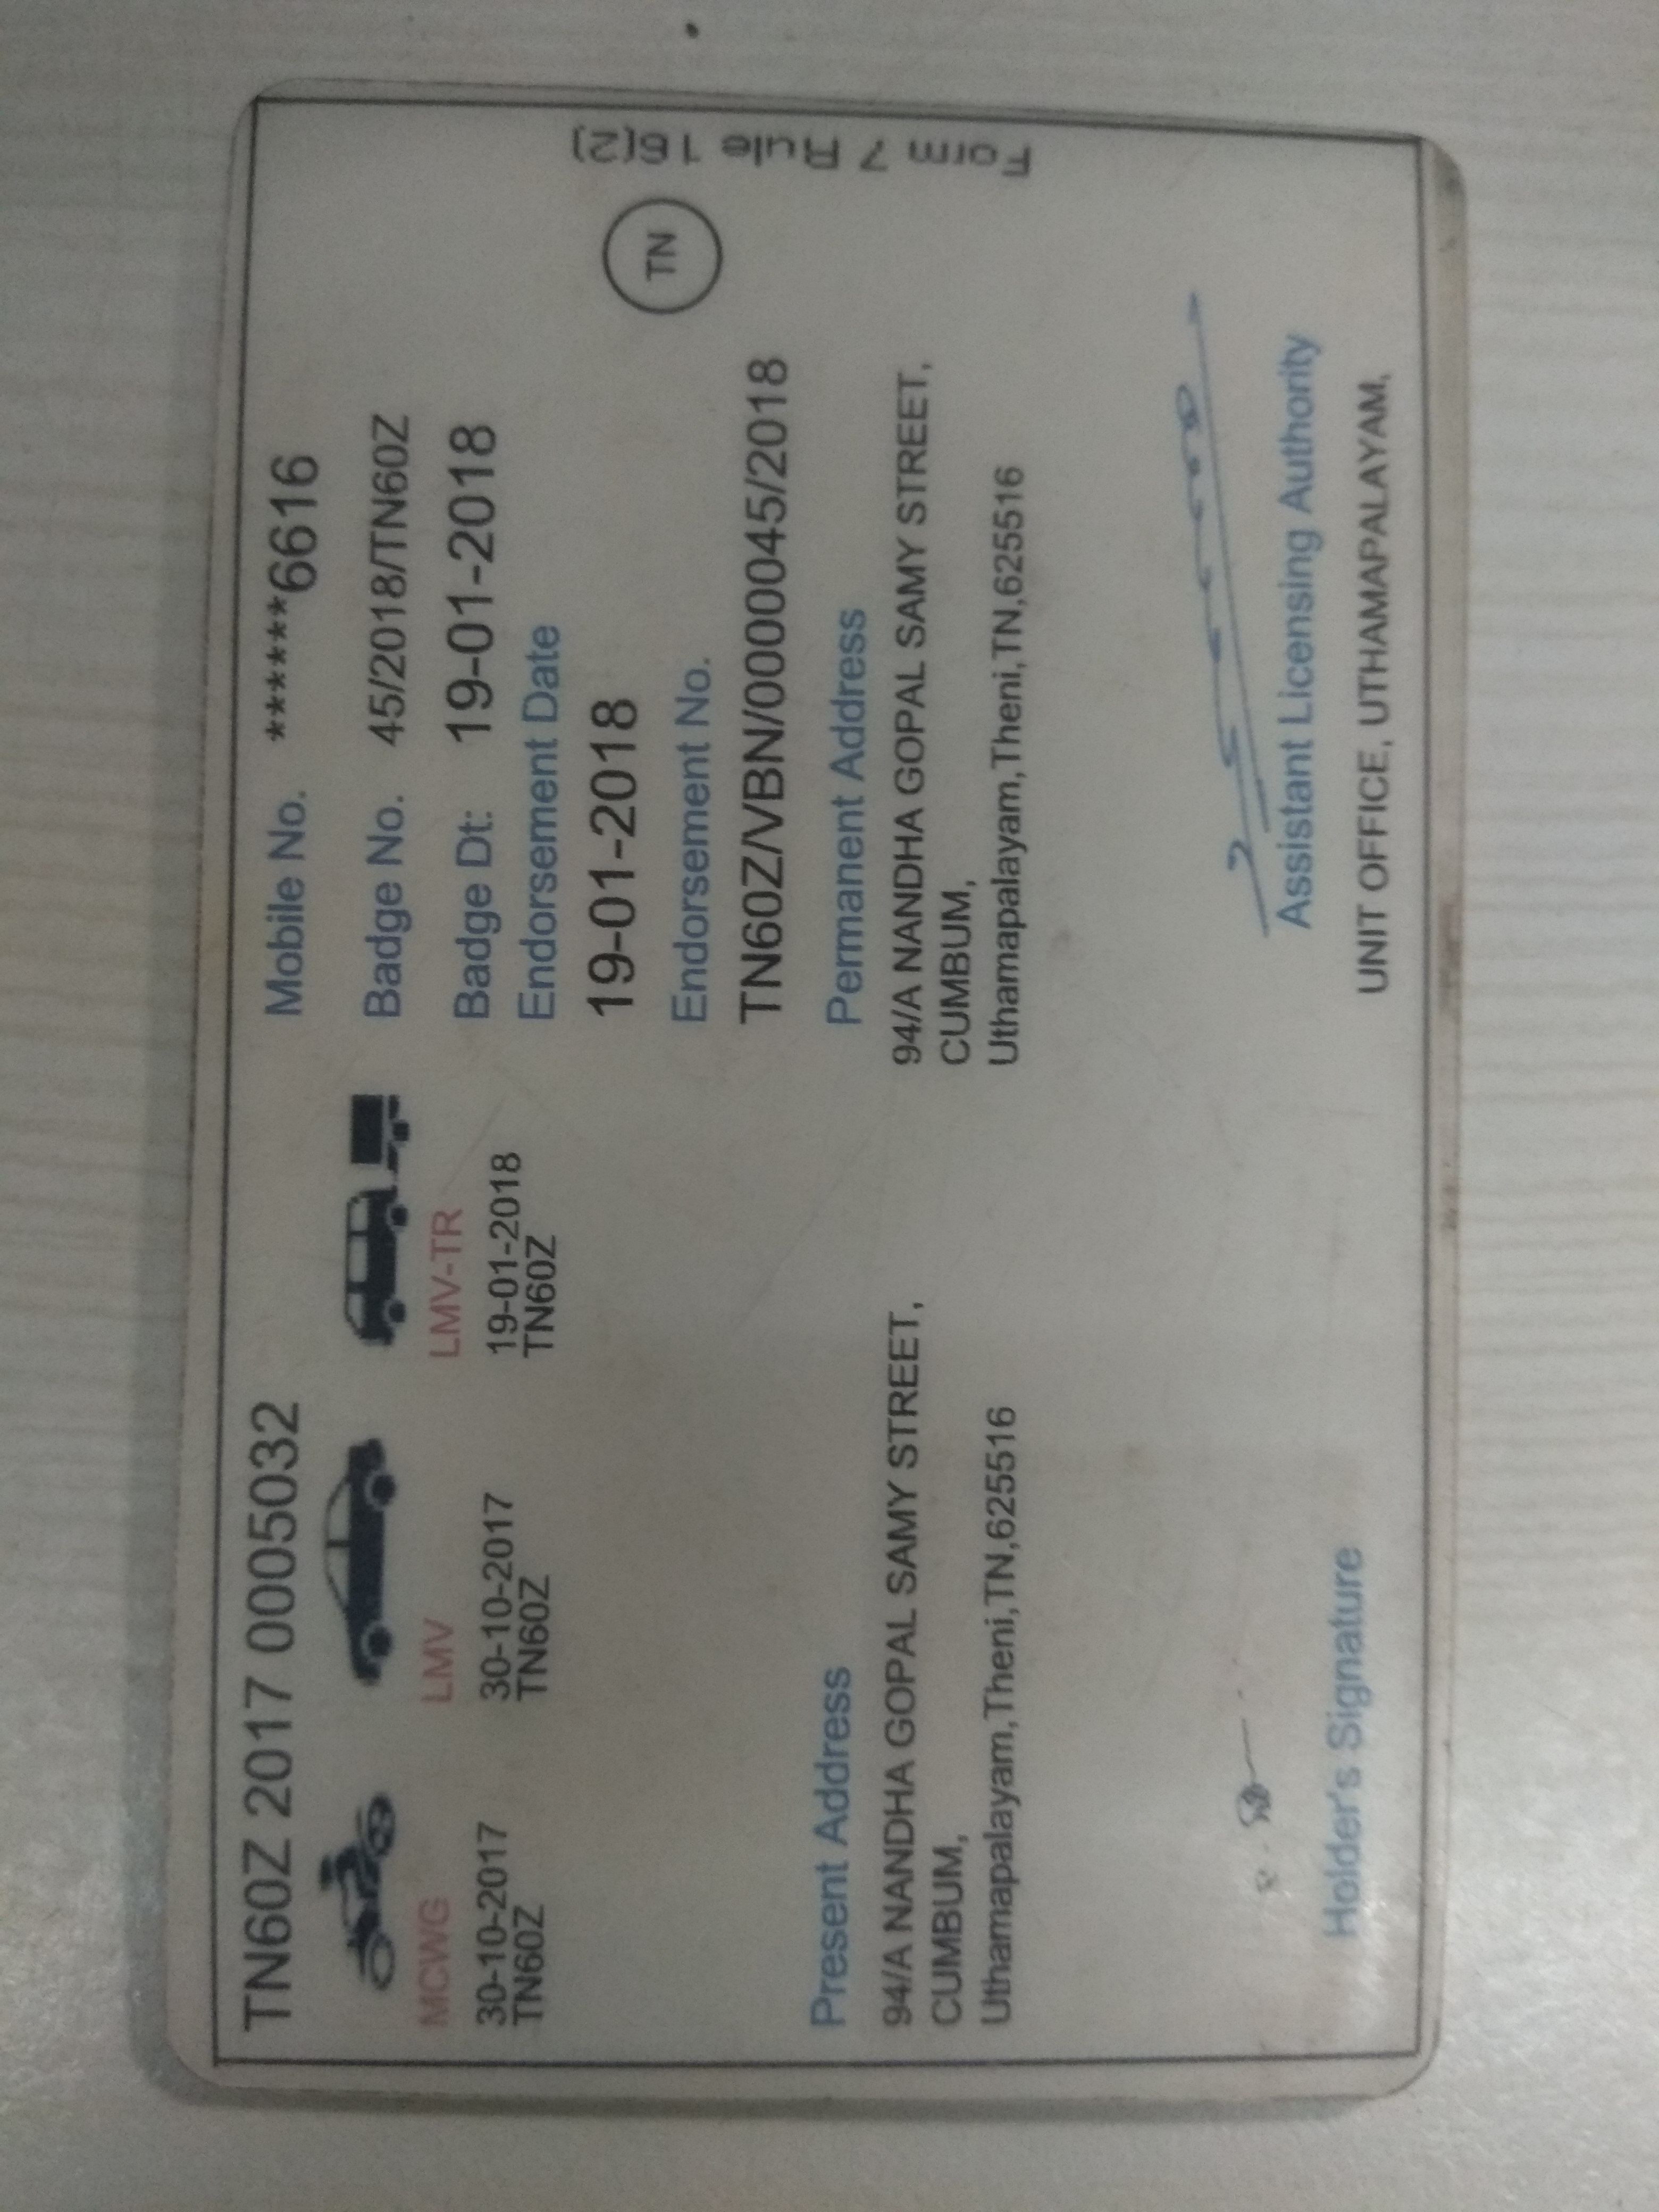 TN60Z 2017 0005032
MCWG
30-10-2017
TN60Z
LMV
30-10-2017
TN60Z
LMV-TR
19-01-2018
TN60Z
Mobile No. ******6616
Badge No. 45/2018/TN60Z
Badge Dt: 19-01-2018
Endorsement Date
19-01-2018
Endorsement No.
TN60Z/VBN/0000045/2018
TN
Form 7 Rule 16(2)
Present Address
94/A NANDHA GOPAL SAMY STREET,
CUMBUM,
Uthamapalayam,Theni,TN,625516
Permanent Address
94/A NANDHA GOPAL SAMY STREET,
CUMBUM,
Uthamapalayam,Theni,TN,625516
Holder's Signature
Assistant Licensing Authority
UNIT OFFICE, UTHAMAPALAYAM,